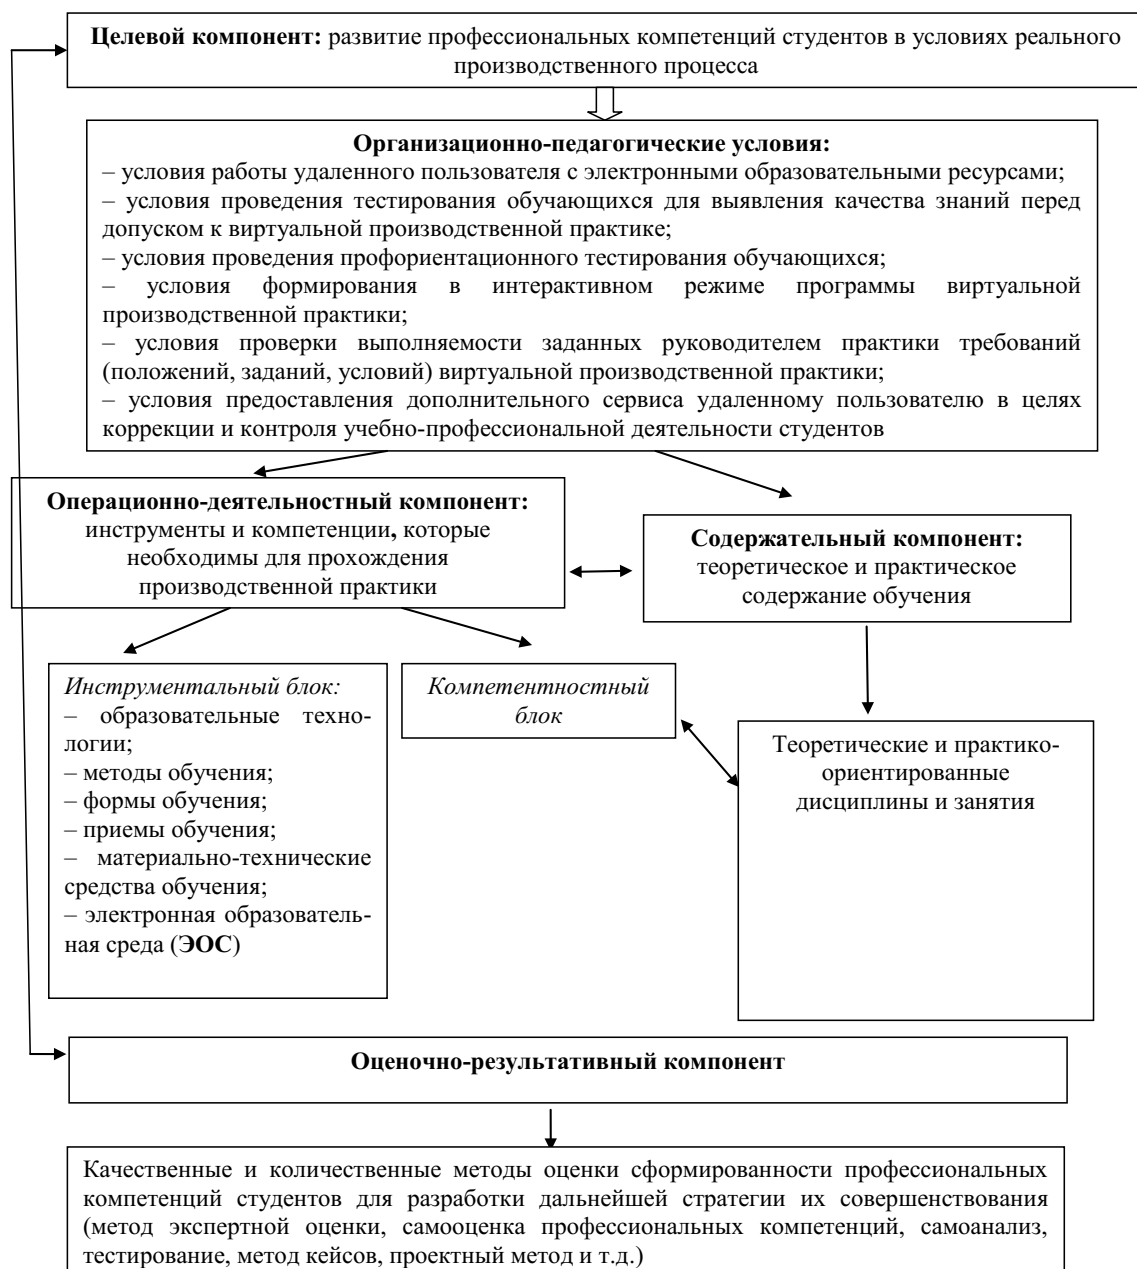 Целевой компонент: развитие профессиональных компетенций студентов в условиях реального
производственного процесса
Организационно-педагогические условия:
– условия работы удаленного пользователя с электронными образовательными ресурсами;
– условия проведения тестирования обучающихся для выявления качества знаний перед
допуском к виртуальной производственной практике;
– условия проведения профориентационного тестирования обучающихся;
– условия формирования в интерактивном режиме программы виртуальной
производственной практики;
– условия проверки выполняемости заданных руководителем практики требований
(положений, заданий, условий) виртуальной производственной практики;
– условия предоставления дополнительного сервиса удаленному пользователю в целях
коррекции и контроля учебно-профессиональной деятельности студентов
Операционно-деятельностный компонент:
инструменты и компетенции, которые
необходимы для прохождения
производственной практики
Содержательный компонент:
теоретическое и практическое
содержание обучения
Инструментальный блок:
– образовательные техно-
логии;
– методы обучения;
– формы обучения;
– приемы обучения;
– материально-технические
средства обучения;
– электронная образователь-
ная среда (ЭОС)
Компетентностный
блок
Теоретические и практико-
ориентированные
дисциплины и занятия
Оценочно-результативный компонент
Качественные и количественные методы оценки сформированности профессиональных
компетенций студентов для разработки дальнейшей стратегии их совершенствования
(метод экспертной оценки, самооценка профессиональных компетенций, самоанализ,
тестирование, метод кейсов, проектный метод и т.д.)